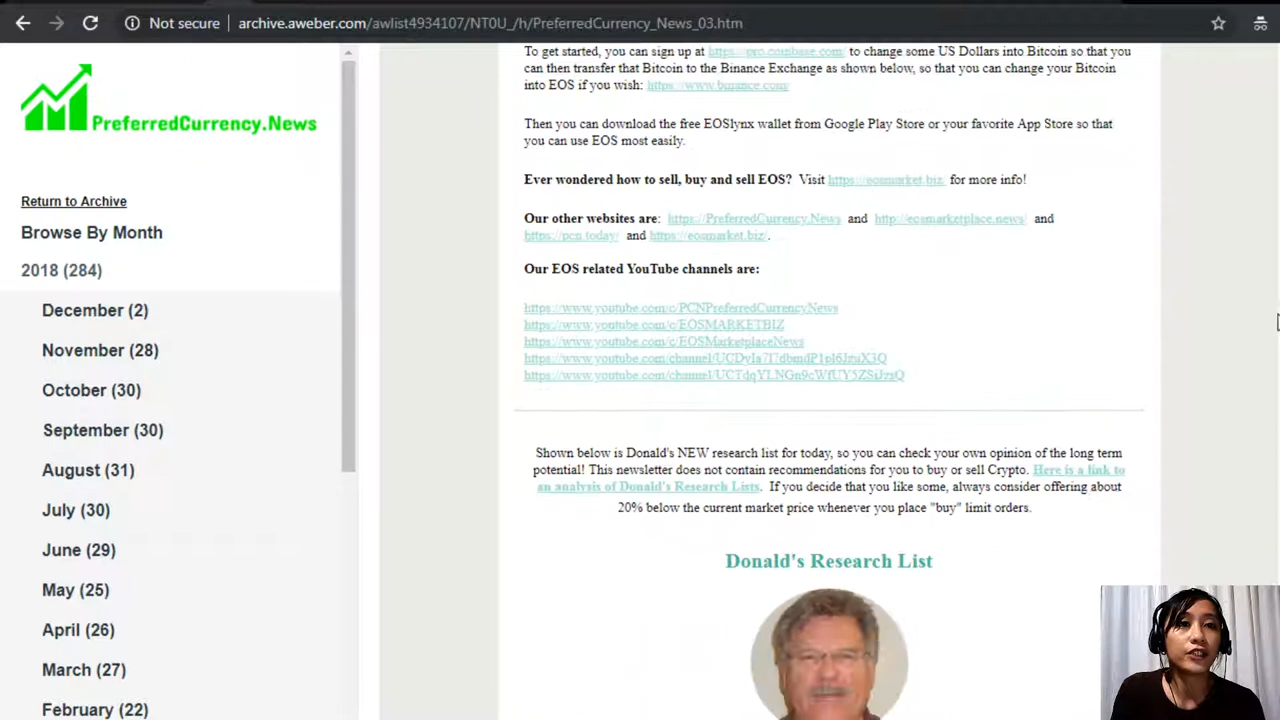 Not secure
archive.aweber.com/awlist4934107/NT0U_/h/PreferredCurrency_News_03.htm
PreferredCurrency.News
Return to Archive
Browse By Month
2018 (284)
December (2)
November (28)
October (30)
September (30)
August (31)
July (30)
June (29)
May (25)
April (26)
March (27)
February (22)
To get started, you can sign up at https://pro.coinbase.com/ to change some US Dollars into Bitcoin so that you
can then transfer that Bitcoin to the Binance Exchange as shown below, so that you can change your Bitcoin
into EOS if you wish: https://www.binance.com/
Then you can download the free EOSlynx wallet from Google Play Store or your favorite App Store so that
you can use EOS most easily.
Ever wondered how to sell, buy and sell EOS? Visit https://eosmarket.biz/ for more info!
Our other websites are: https://PreferredCurrency.News and http://eosmarketplace.news/ and
https://pcn.today/ and https://eosmarket.biz/.
Our EOS related YouTube channels are:
https://www.youtube.com/c/PCNPreferredCurrencyNews
https://www.youtube.com/c/EOSMARKETBIZ
https://www.youtube.com/c/EOSMarketplaceNews
Shown below is Donald's NEW research list for today, so you can check your own opinion of the long term
potential! This newsletter does not contain recommendations for you to buy or sell Crypto. Here is a link to
an analysis of Donald's Research Lists. If you decide that you like some, always consider offering about
20% below the current market price whenever you place "buy" limit orders.
Donald's Research List